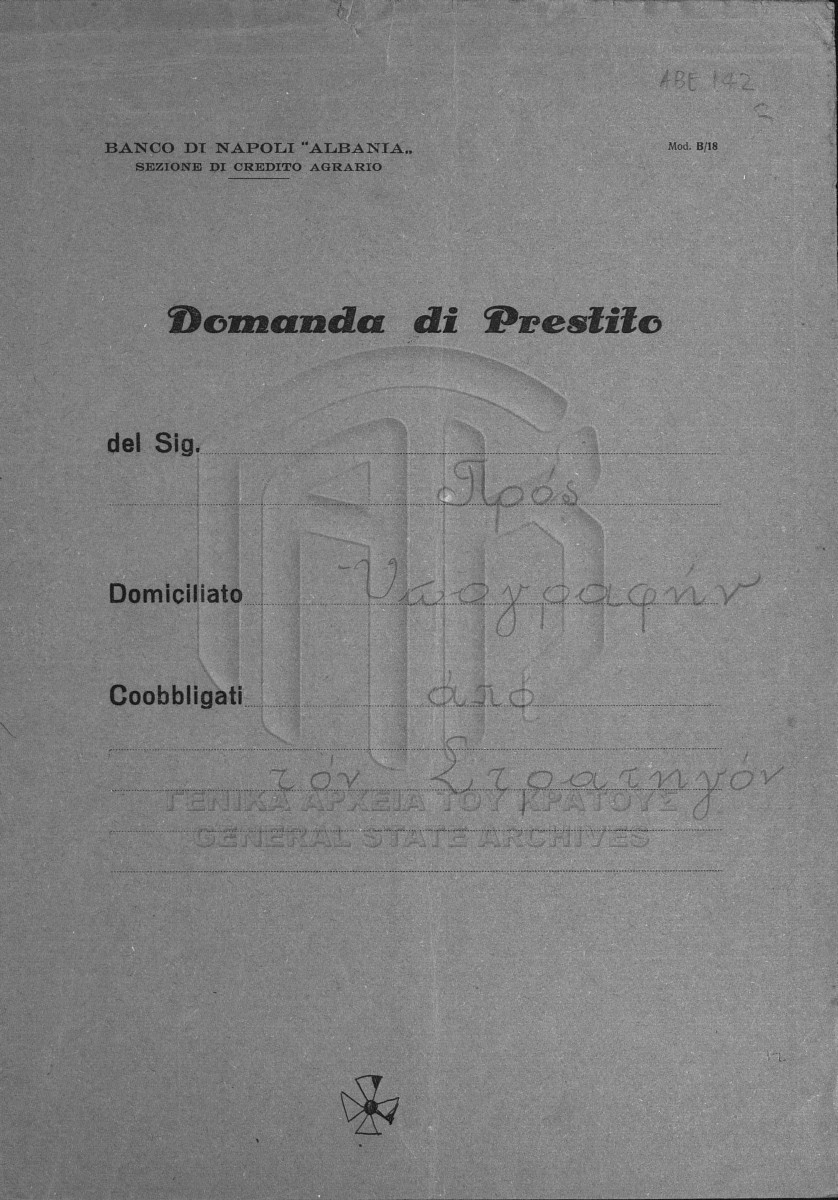 ABE 142
BANCO DI NAPOLI "ALBANIA„
SEZIONE DI CREDITO AGRARIO
Mod. B/18
Domanda di Prestito
del Sig.
Πρός
Domiciliato Ὑπογραφήν
Coobbligati ἀπό
τόν Στρατηγόν
ΓΕΝΙΚΑ ΑΡΧΕΙΑ ΤΟΥ ΚΡΑΤΟΥΣ
GENERAL STATE ARCHIVES